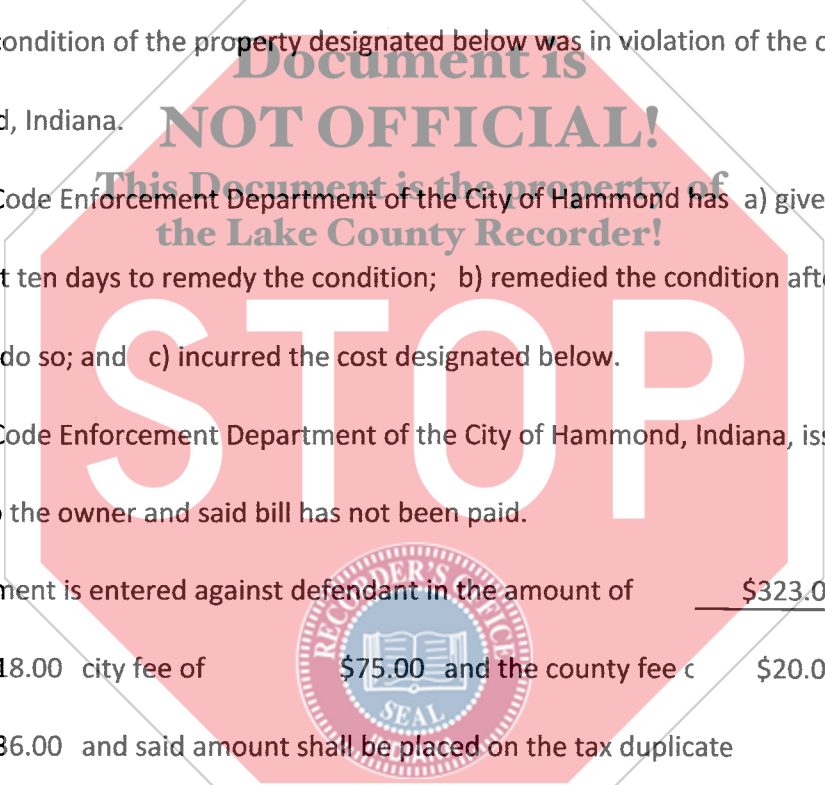 condition of the property designated below was in violation of the c
Document is
d, Indiana.
NOT OFFICIAL!
This Document is the property of
Code Enforcement Department of the City of Hammond has a) give
the Lake County Recorder!
t ten days to remedy the condition; b) remedied the condition afte
STOP
do so; and c) incurred the cost designated below.
Code Enforcement Department of the City of Hammond, Indiana, iss
the owner and said bill has not been paid.
ment is entered against defendant in the amount of $323.0
RECORDER'S OFFICE
18.00 city fee of $75.00 and the county fee c $20.0
SEAL
36.00 and said amount shall be placed on the tax duplicate